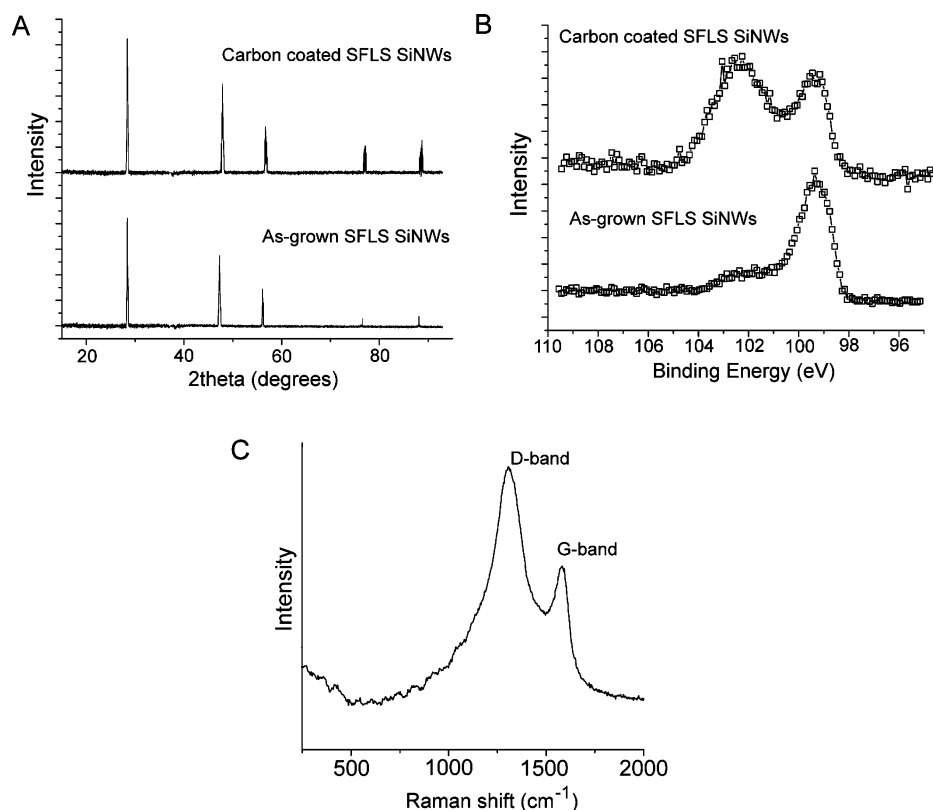 A
Carbon coated SFLS SiNWs
As-grown SFLS SiNWs
Intensity
20 40 60 80
2theta (degrees)
B
Carbon coated SFLS SiNWs
As-grown SFLS SiNWs
Intensity
110 108 106 104 102 100 98 96
Binding Energy (eV)
C
D-band
G-band
Intensity
500 1000 1500 2000
Raman shift (cm⁻¹)